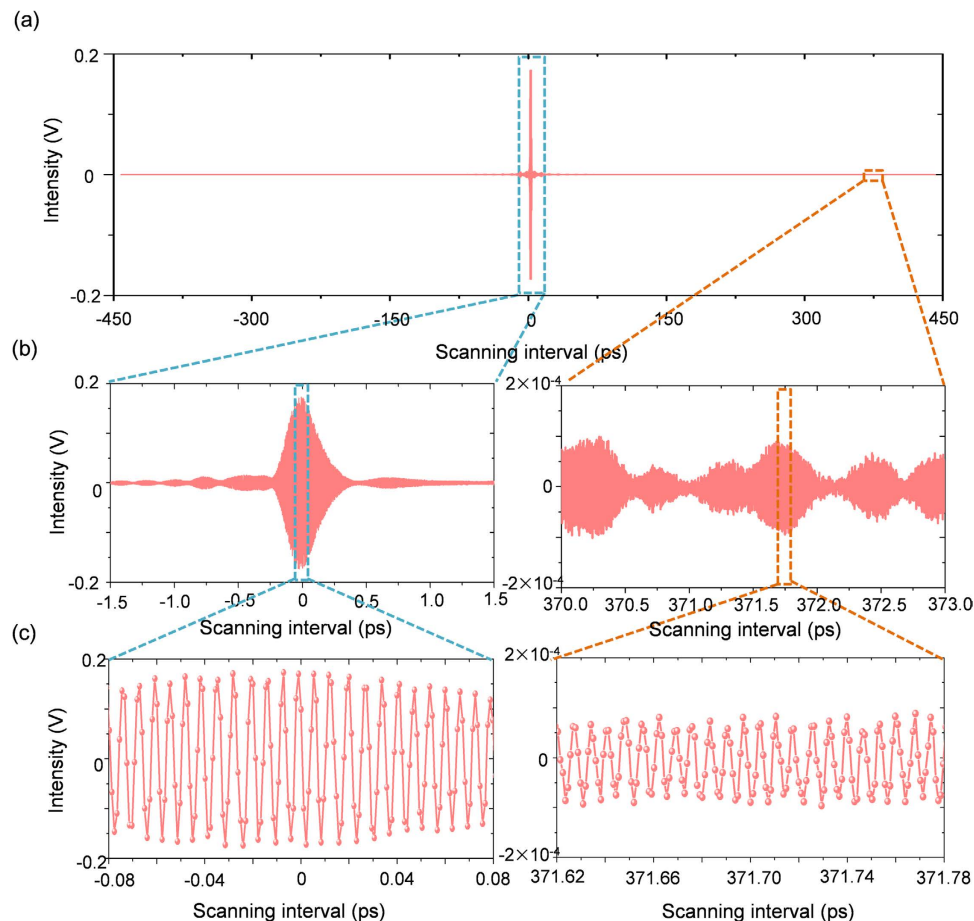 (a)
0.2
0
-0.2
Intensity (V)
-450 -300 -150 0 150 300 450
Scanning interval (ps)
(b)
0.2
0
-0.2
Intensity (V)
-1.5 -1.0 -0.5 0 0.5 1.0 1.5
Scanning interval (ps)
2×10-4
0
-2×10-4
370.0 370.5 371.0 371.5 372.0 372.5 373.0
Scanning interval (ps)
(c)
0.2
0
-0.2
Intensity (V)
-0.08 -0.04 0 0.04 0.08
Scanning interval (ps)
2×10-4
0
-2×10-4
371.62 371.66 371.70 371.74 371.78
Scanning interval (ps)